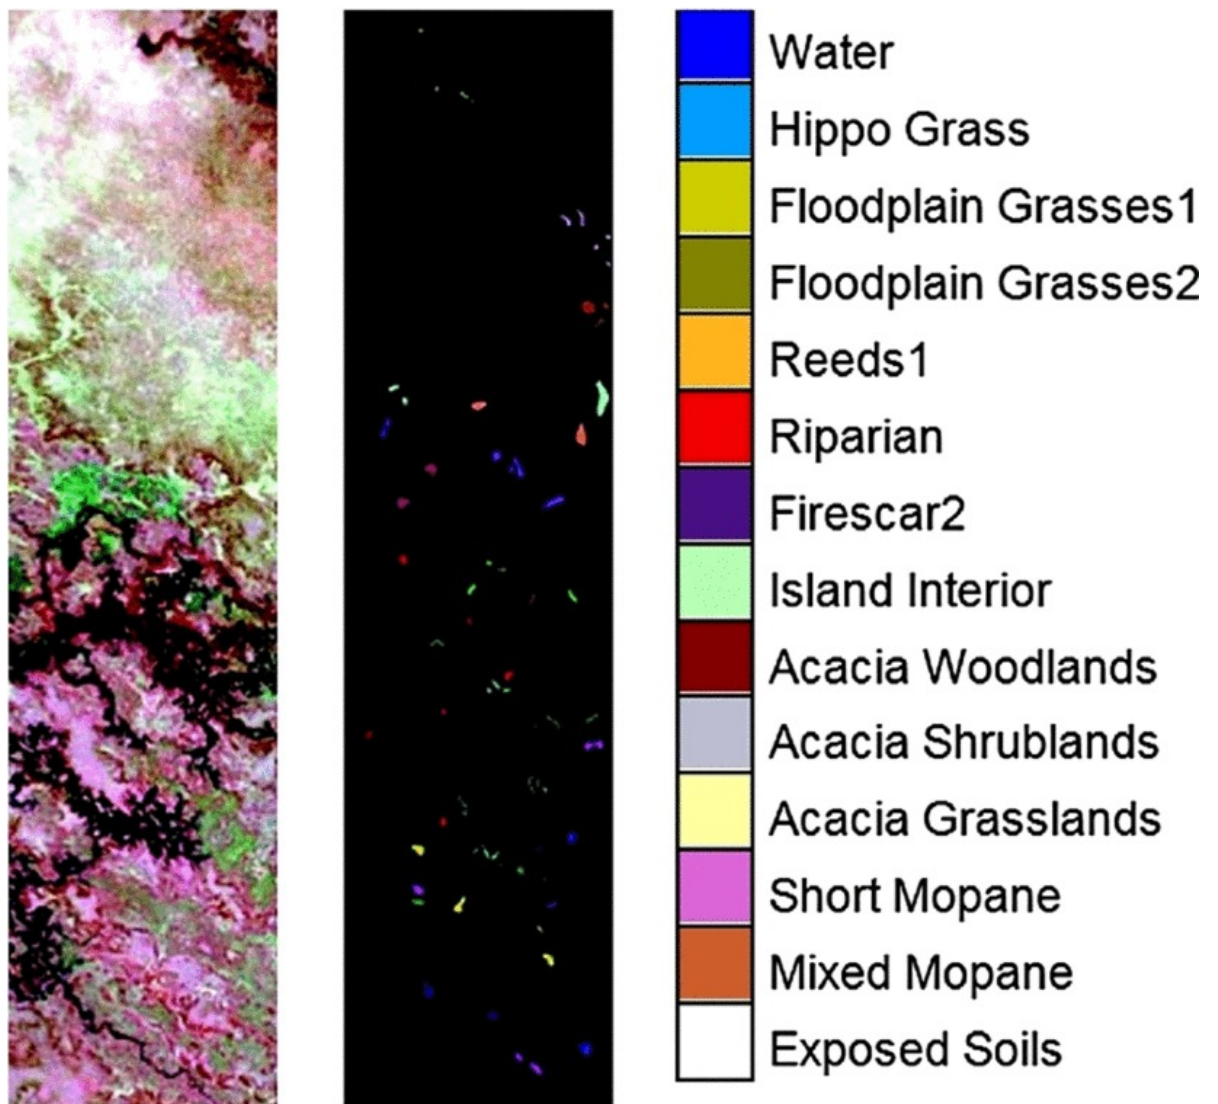 Water
Hippo Grass
Floodplain Grasses1
Floodplain Grasses2
Reeds1
Riparian
Firescar2
Island Interior
Acacia Woodlands
Acacia Shrublands
Acacia Grasslands
Short Mopane
Mixed Mopane
Exposed Soils